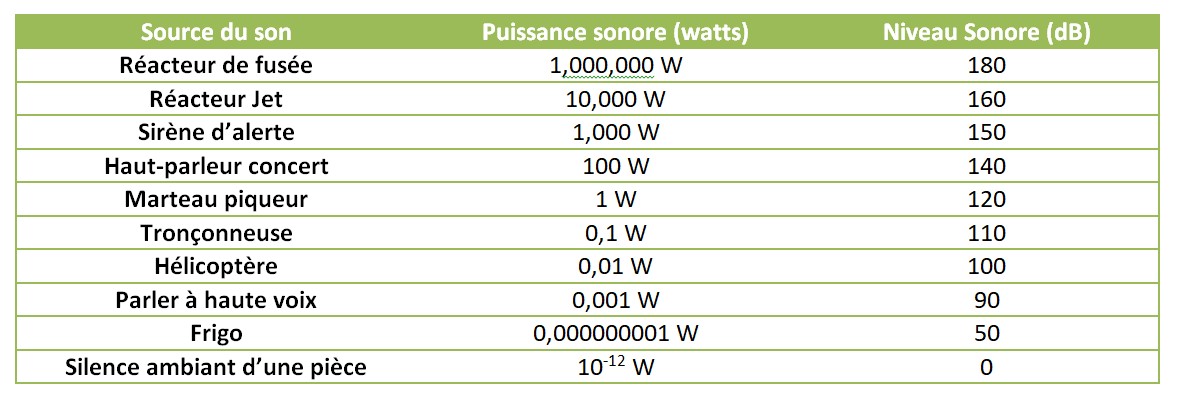 Source du son Puissance sonore (watts) Niveau Sonore (dB)
Réacteur de fusée 1,000,000 W 180
Réacteur Jet 10,000 W 160
Sirène d’alerte 1,000 W 150
Haut-parleur concert 100 W 140
Marteau piqueur 1 W 120
Tronçonneuse 0,1 W 110
Hélicoptère 0,01 W 100
Parler à haute voix 0,001 W 90
Frigo 0,000000001 W 50
Silence ambiant d’une pièce 10⁻¹² W 0